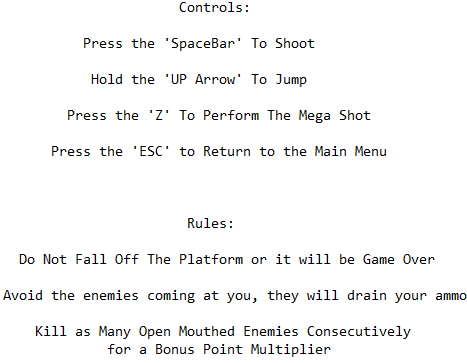 Controls:
Press the 'SpaceBar' To Shoot
Hold the 'UP Arrow' To Jump
Press the 'Z' To Perform The Mega Shot
Press the 'ESC' to Return to the Main Menu
Rules:
Do Not Fall Off The Platform or it will be Game Over
Avoid the enemies coming at you, they will drain your ammo
Kill as Many Open Mouthed Enemies Consecutively
for a Bonus Point Multiplier